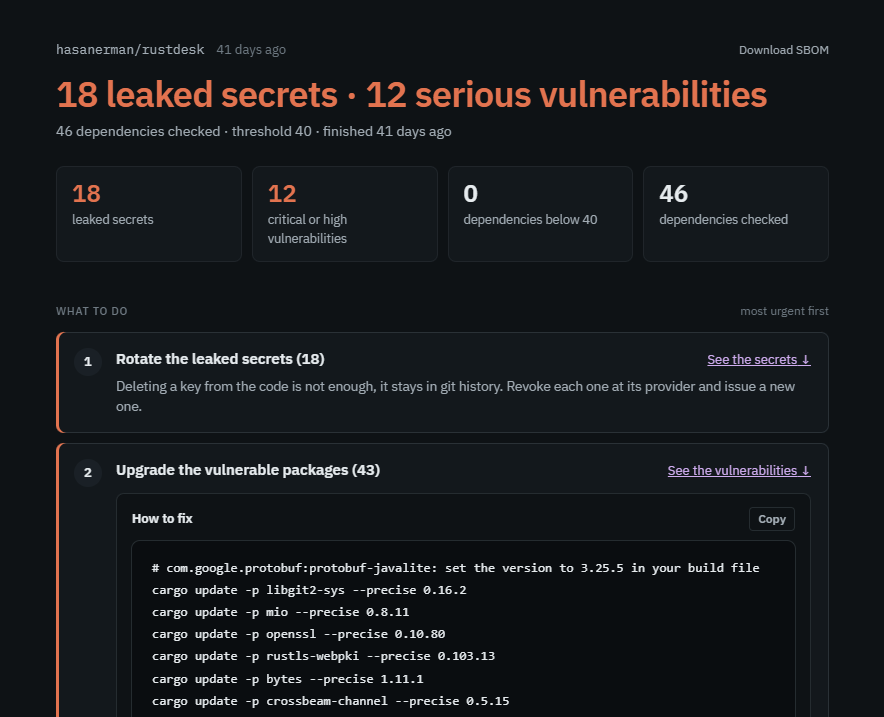 hasanerman/rustdesk 41 days ago Download SBOM
18 leaked secrets · 12 serious vulnerabilities
46 dependencies checked · threshold 40 · finished 41 days ago
18
leaked secrets
12
critical or high
vulnerabilities
0
dependencies below 40
46
dependencies checked
WHAT TO DO most urgent first
1 Rotate the leaked secrets (18) See the secrets ↓
Deleting a key from the code is not enough, it stays in git history. Revoke each one at its provider and issue a new
one.
2 Upgrade the vulnerable packages (43) See the vulnerabilities ↓
How to fix Copy
# com.google.protobuf:protobuf-javalite: set the version to 3.25.5 in your build file
cargo update -p libgit2-sys --precise 0.16.2
cargo update -p mio --precise 0.8.11
cargo update -p openssl --precise 0.10.80
cargo update -p rustls-webpki --precise 0.103.13
cargo update -p bytes --precise 1.11.1
cargo update -p crossbeam-channel --precise 0.5.15